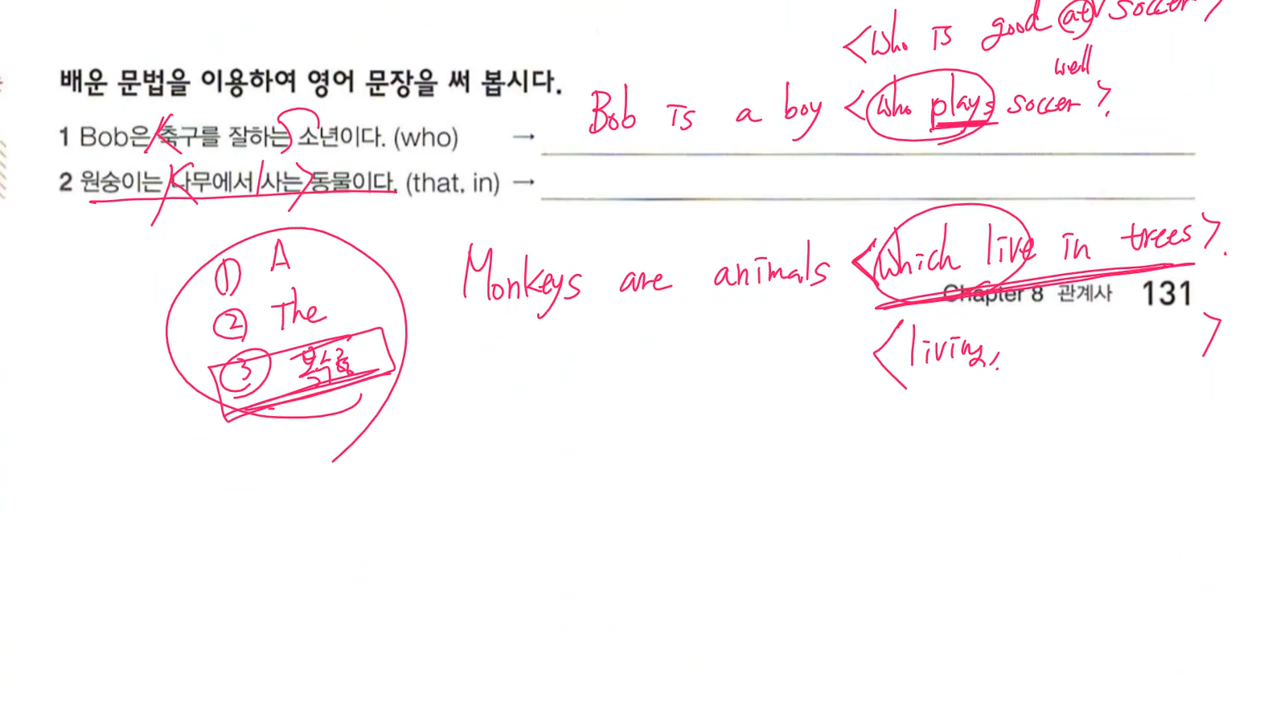 <who is good at soccer>
well
배운 문법을 이용하여 영어 문장을 써 봅시다.
Bob is a boy <who plays soccer>.
1 Bob은 축구를 잘하는 소년이다. (who) →
2 원숭이는 나무에서 사는 동물이다. (that, in) →
① A
② The
③
Monkeys are animals <which live in trees>.
Chapter 8 관계사 131
<living >